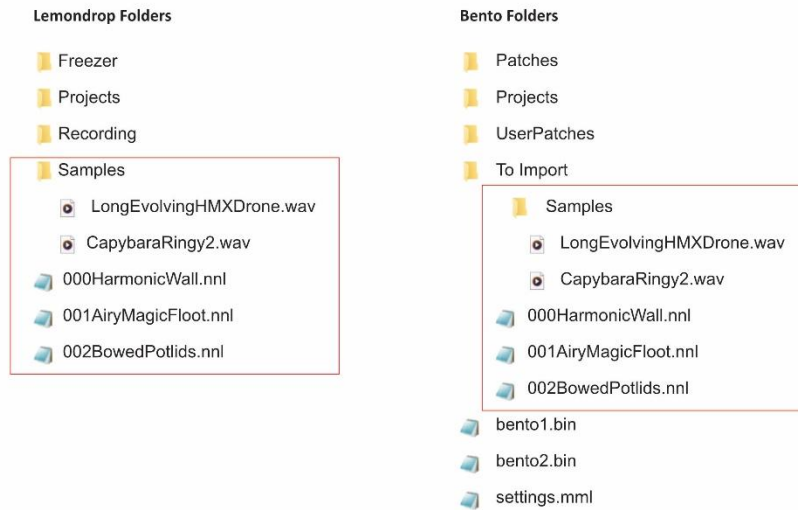 Lemondrop Folders
Freezer
Projects
Recording
Samples
LongEvolvingHMXDrone.wav
CapybaraRingy2.wav
000HarmonicWall.nnl
001AiryMagicFloot.nnl
002BowedPotlids.nnl
Bento Folders
Patches
Projects
UserPatches
To Import
Samples
LongEvolvingHMXDrone.wav
CapybaraRingy2.wav
000HarmonicWall.nnl
001AiryMagicFloot.nnl
002BowedPotlids.nnl
bento1.bin
bento2.bin
settings.mml